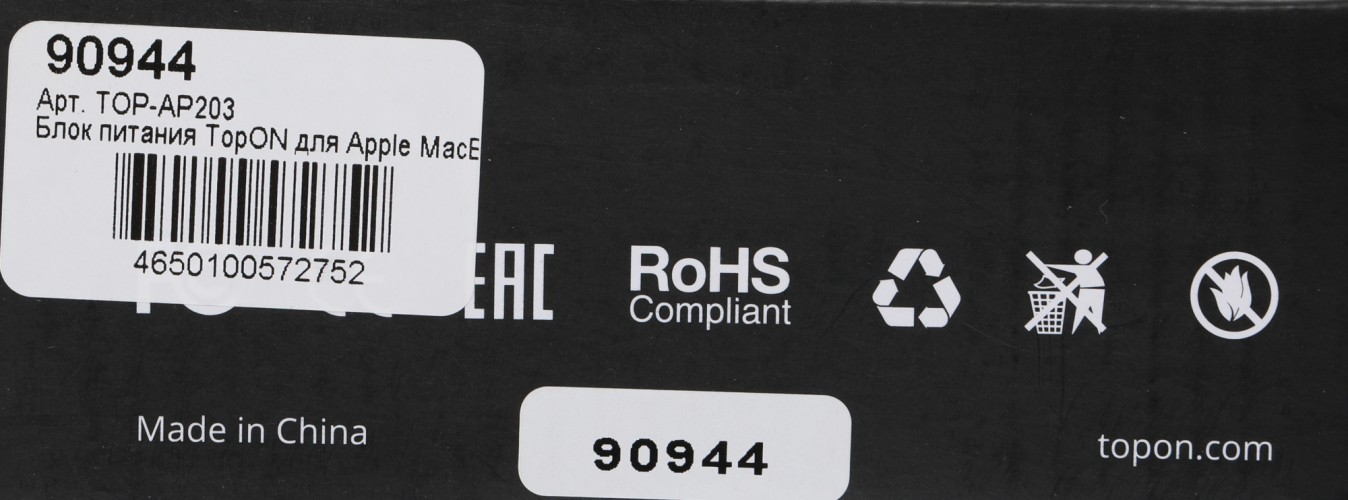 90944
Арт. TOP-AP203
Блок питания TopON для Apple Mac
4650100572752
EAC
RoHS
Compliant
Made in China
90944
topon.com